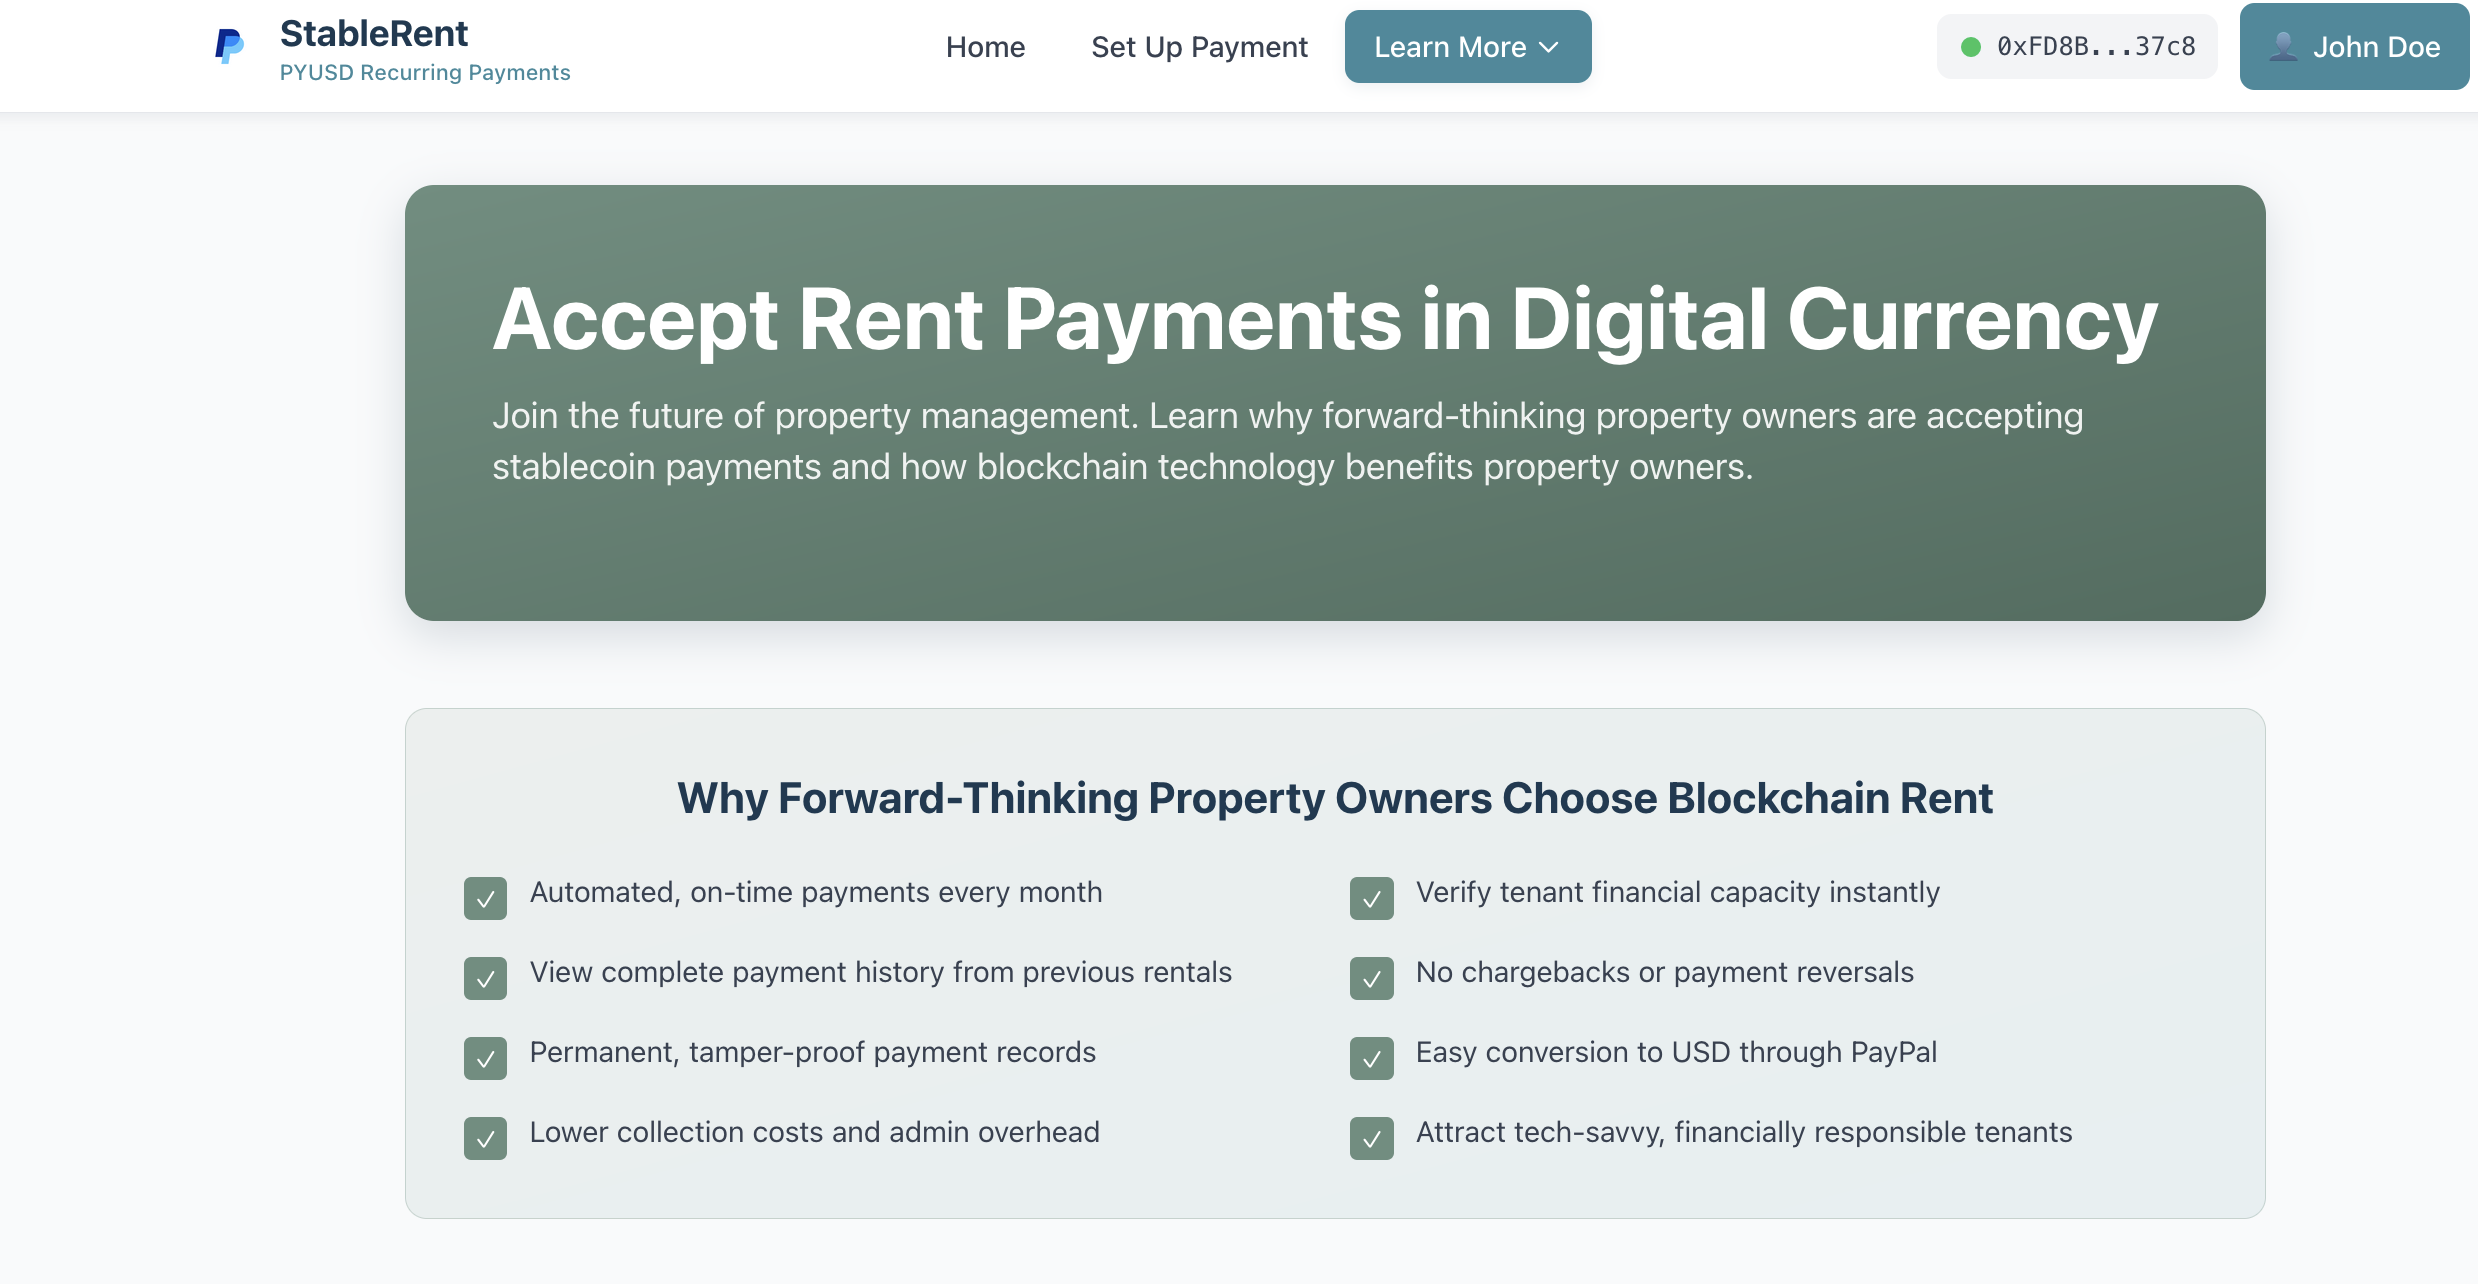 StableRent
PYUSD Recurring Payments
Home
Set Up Payment
Learn More
0xFD8B...37c8
John Doe
Accept Rent Payments in Digital Currency
Join the future of property management. Learn why forward-thinking property owners are accepting
stablecoin payments and how blockchain technology benefits property owners.
Why Forward-Thinking Property Owners Choose Blockchain Rent
Automated, on-time payments every month
Verify tenant financial capacity instantly
View complete payment history from previous rentals
No chargebacks or payment reversals
Permanent, tamper-proof payment records
Easy conversion to USD through PayPal
Lower collection costs and admin overhead
Attract tech-savvy, financially responsible tenants